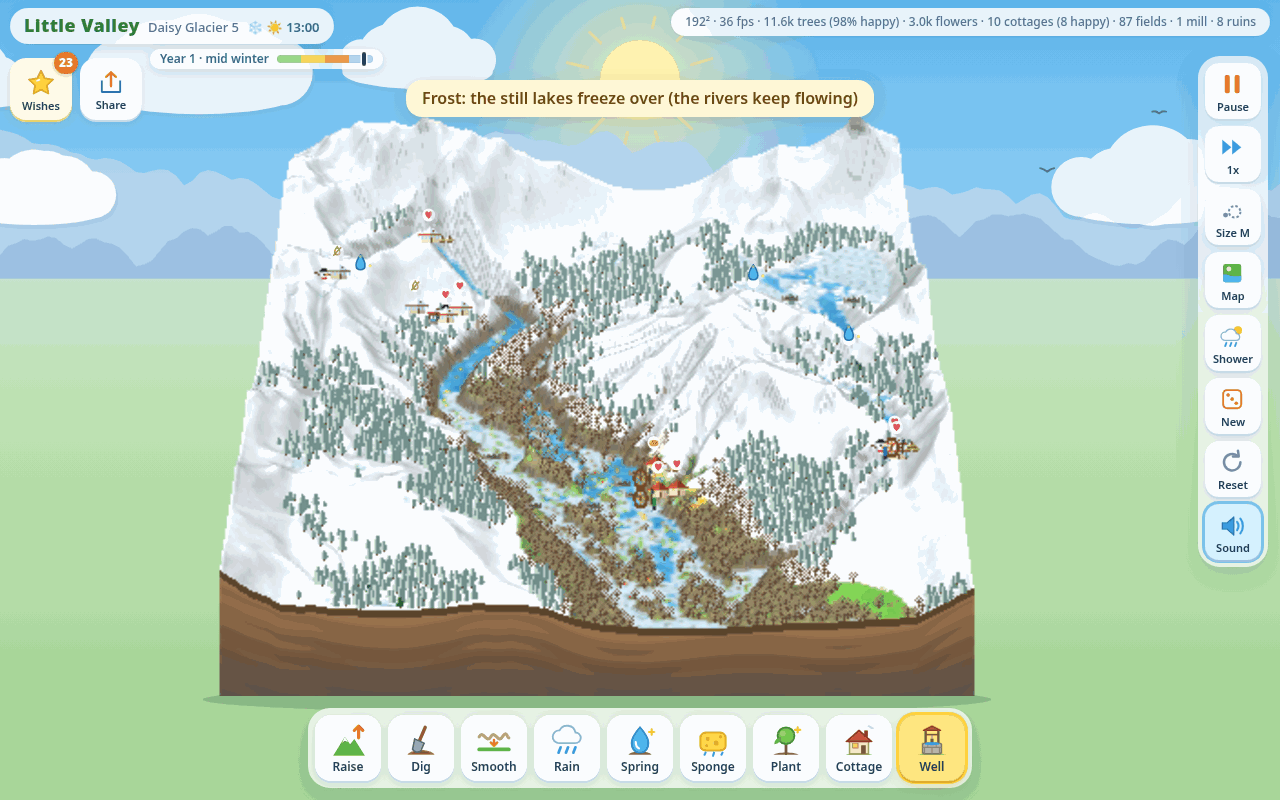 Little Valley Daisy Glacier 5 13:00
192² · 36 fps · 11.6k trees (98% happy) · 3.0k flowers · 10 cottages (8 happy) · 87 fields · 1 mill · 8 ruins
Year 1 · mid winter
23
Wishes
Share
Frost: the still lakes freeze over (the rivers keep flowing)
Pause
1x
Size M
Map
Shower
New
Reset
Sound
Raise
Dig
Smooth
Rain
Spring
Sponge
Plant
Cottage
Well